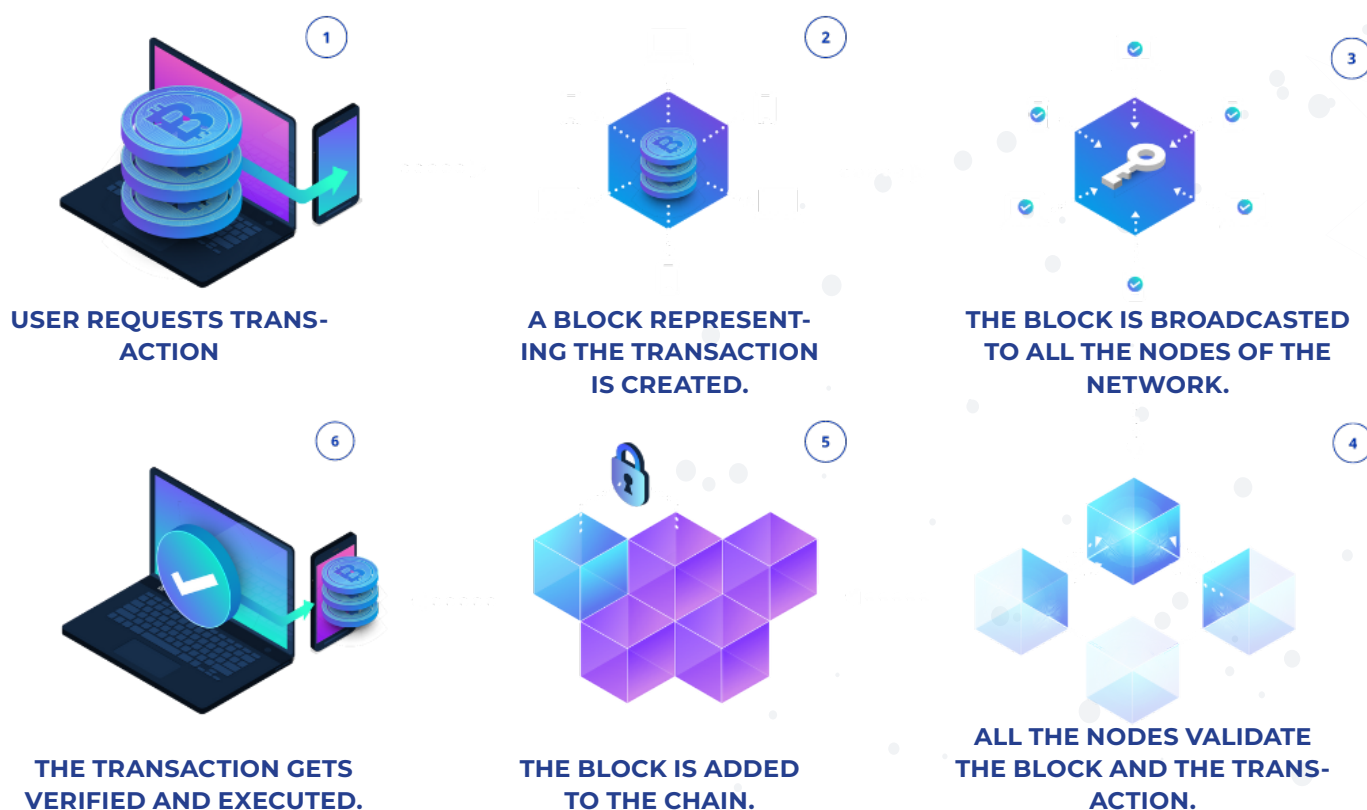 1
USER REQUESTS TRANS-
ACTION
2
A BLOCK REPRESENT-
ING THE TRANSACTION
IS CREATED.
3
THE BLOCK IS BROADCASTED
TO ALL THE NODES OF THE
NETWORK.
4
ALL THE NODES VALIDATE
THE BLOCK AND THE TRANS-
ACTION.
5
THE BLOCK IS ADDED
TO THE CHAIN.
6
THE TRANSACTION GETS
VERIFIED AND EXECUTED.